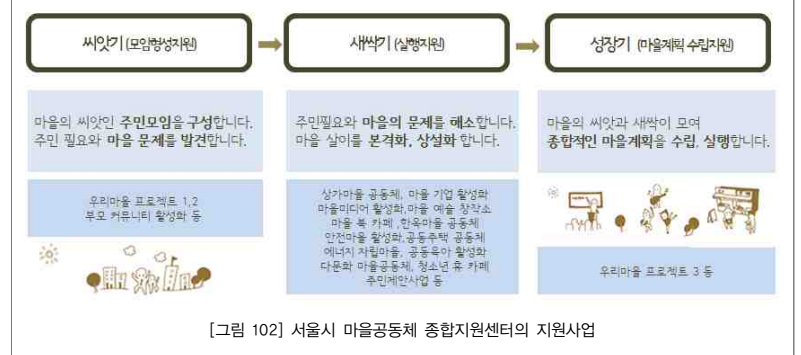 씨앗기 (모임형성지원)
새싹기 (실행지원)
성장기 (마을계획 수립지원)
마을의 씨앗인 주민모임을 구성합니다.
주민 필요와 마을 문제를 발견합니다.
주민필요와 마을의 문제를 해소합니다.
마을 살이를 본격화, 상설화 합니다.
마을의 씨앗과 새싹이 모여
종합적인 마을계획을 수립, 실행합니다.
우리마을 프로젝트 1,2
부모 커뮤니티 활성화 등
상가마을 공동체, 마을 기업 활성화
마을미디어 활성화,마을 예술 창작소
마을 북 카페 ,한옥마을 공동체
안전마을 활성화,공동주택 공동체
에너지 자립마을, 공동육아 활성화
다문화 마을공동체, 청소년 휴 카페
주민제안사업 등
우리마을 프로젝트 3 등
[그림 102] 서울시 마을공동체 종합지원센터의 지원사업